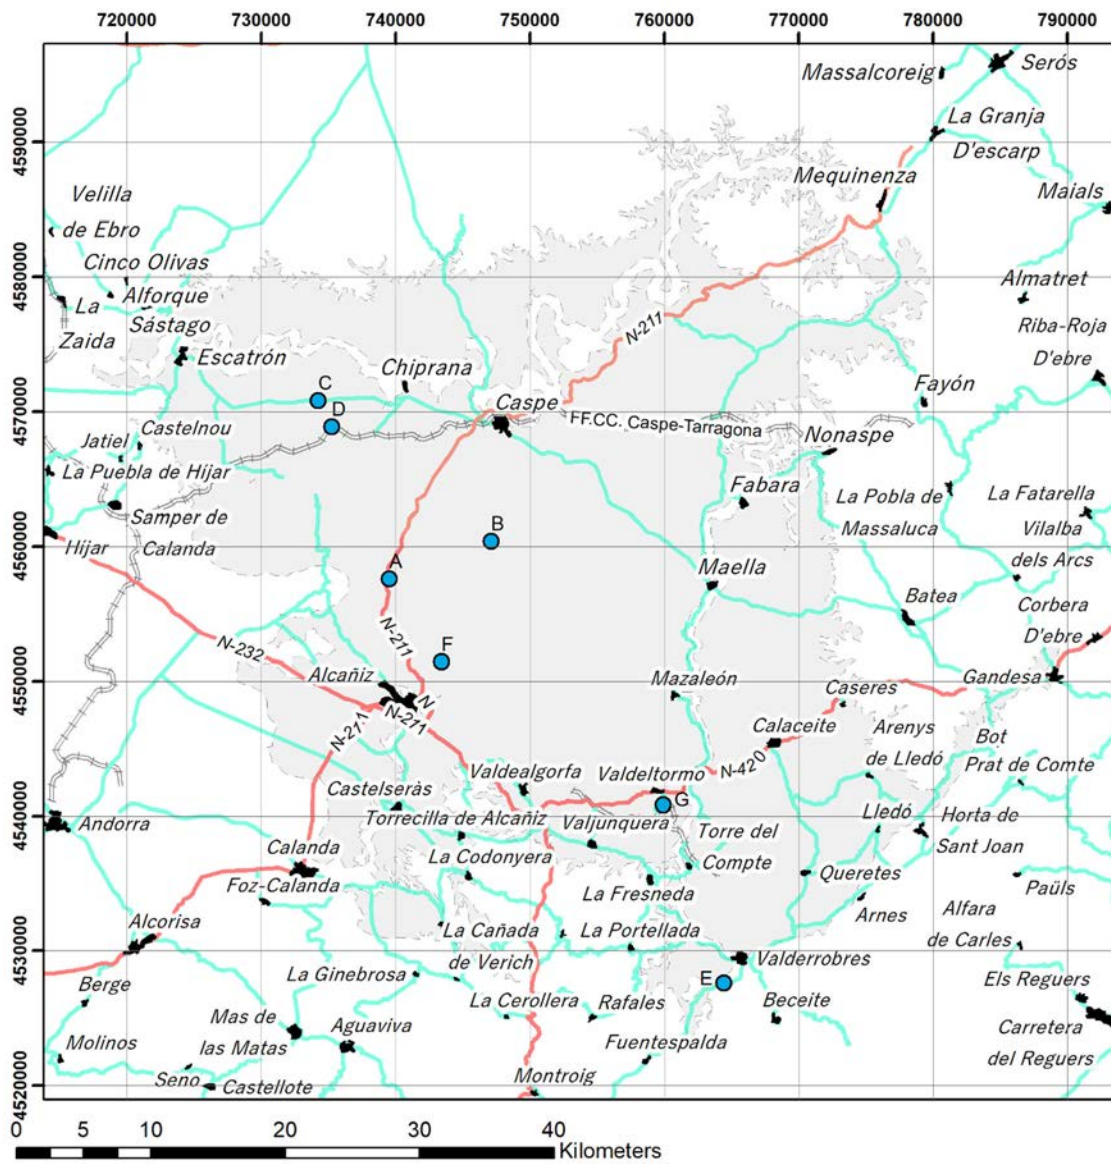 720000 730000 740000 750000 760000 770000 780000 790000
4590000
4580000
4570000
4560000
4550000
4540000
4530000
4520000
Massalcoreig
Serós
La Granja
D'escarp
Mequinenza
Maials
Velilla
de Ebro
Cinco Olivas
La
Alforque
Zaida
Sástago
Escatrón
Almatret
Riba-Roja
D'ebre
N-211
Chiprana
C
D
Caspe
FF.CC. Caspe-Tarragona
Fayón
Nonaspe
Jatiel
Castelnou
La Puebla de Híjar
Samper de
Calanda
Híjar
Fabara
La Pobla de
Massaluca
La Fatarella
Vilalba
dels Arcs
B
A
Maella
Batea
Corbera
D'ebre
N-232
N-211
F
Alcañiz
N
N-211
N-211
Mazaleón
Caseres
Gandesa
Calaceite
Arenys
de Lledó
Bot
Prat de Comte
N-420
Valdealgorfa
Valdeltormo
G
Castelseràs
Torrecilla de Alcañiz
Valjunquera
Torre del
Compte
Lledó
Horta de
Sant Joan
Andorra
Calanda
La Codonyera
Foz-Calanda
La Fresneda
Queretes
Paüls
Arnes
Alfara
de Carles
Alcorisa
La Cañada
de Verich
La Portellada
Valderrobres
E
La Ginebrosa
Berge
La Cerollera
Rafales
Beceite
Els Reguers
Mas de
las Matas
Aguaviva
Fuentespalda
Carretera
del Reguers
Molinos
Seno
Castellote
Montroig
0 5 10 20 30 40
Kilometers